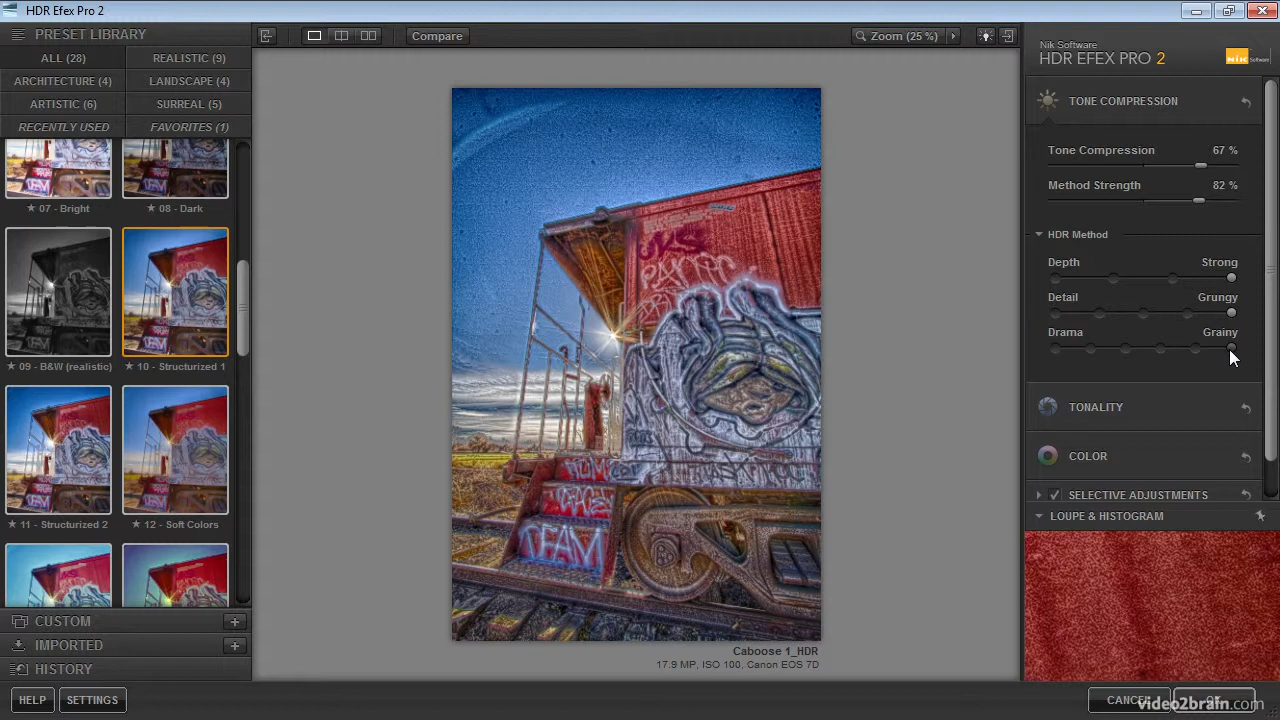 HDR Efex Pro 2
PRESET LIBRARY
ALL (28)
REALISTIC (9)
ARCHITECTURE (4)
LANDSCAPE (4)
ARTISTIC (6)
SURREAL (5)
RECENTLY USED
FAVORITES (1)
★ 07 - Bright
★ 08 - Dark
★ 09 - B&W (realistic)
★ 10 - Structurized 1
★ 11 - Structurized 2
★ 12 - Soft Colors
CUSTOM
IMPORTED
HISTORY
HELP
SETTINGS
Compare
Zoom (25 %)
Caboose 1_HDR
17.9 MP, ISO 100, Canon EOS 7D
Nik Software
HDR EFEX PRO 2
NIK Software
TONE COMPRESSION
Tone Compression 67 %
Method Strength 82 %
HDR Method
Depth Strong
Detail Grungy
Drama Grainy
TONALITY
COLOR
SELECTIVE ADJUSTMENTS
LOUPE & HISTOGRAM
video2brain.com